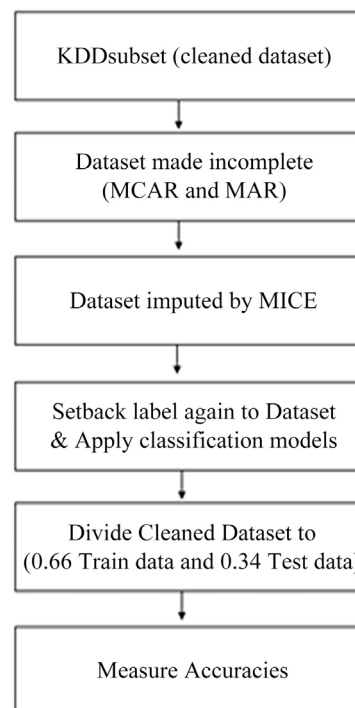 KDDsubset (cleaned dataset)
Dataset made incomplete
(MCAR and MAR)
Dataset imputed by MICE
Setback label again to Dataset
& Apply classification models
Divide Cleaned Dataset to
(0.66 Train data and 0.34 Test data)
Measure Accuracies